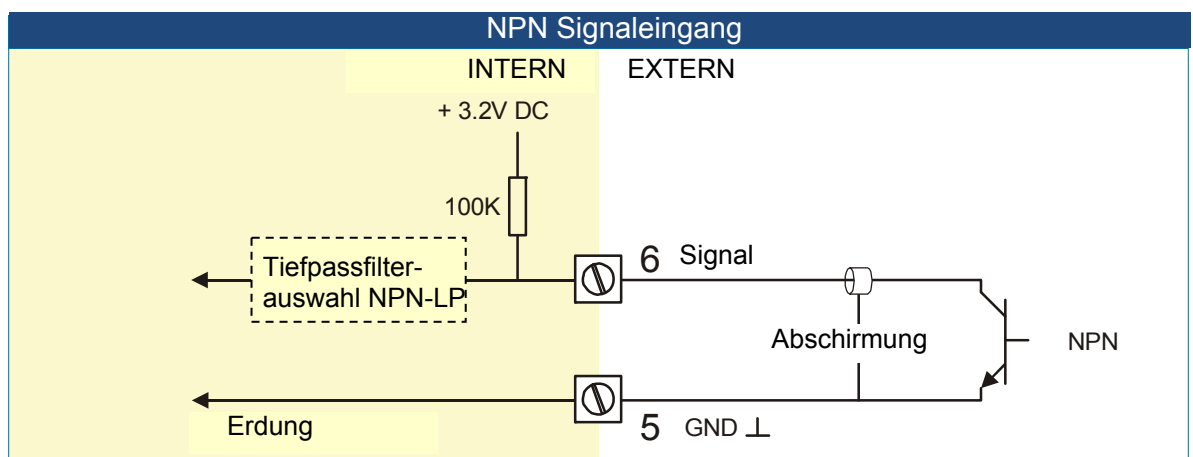 NPN Signaleingang
INTERN
EXTERN
+ 3.2V DC
100K
Tiefpassfilter-
auswahl NPN-LP
6 Signal
Abschirmung
NPN
Erdung
5 GND ⊥